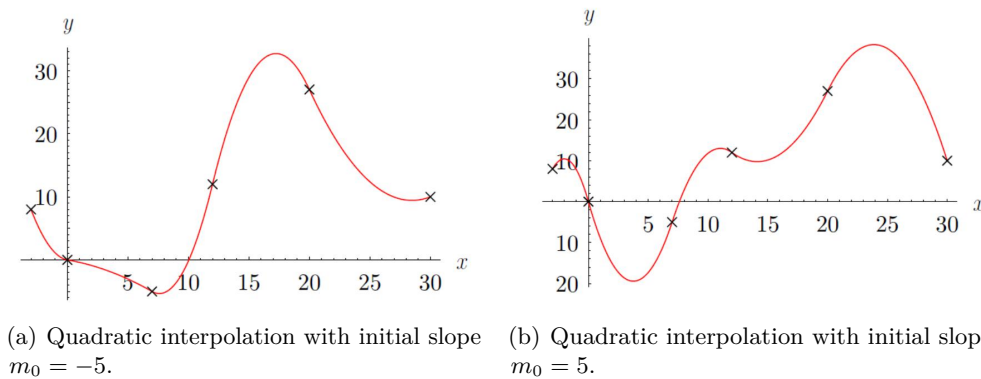 y
30
20
10
5 10 15 20 25 30 x
(a) Quadratic interpolation with initial slope
m₀ = −5.
y
30
20
10
5 10 15 20 25 30 x
10
20
(b) Quadratic interpolation with initial slop
m₀ = 5.